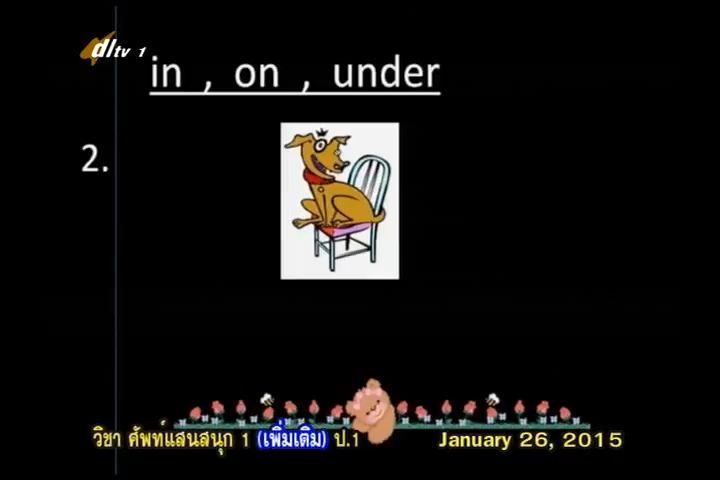 dltv 1
in , on , under
2.
วิชา ศัพท์แสนสนุก 1 (เพิ่มเติม) ป.1
January 26, 2015